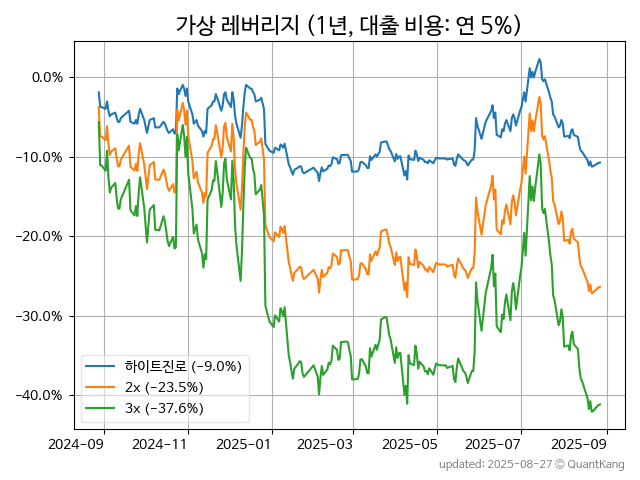 가상 레버리지 (1년, 대출 비용: 연 5%)
0.0%
−10.0%
−20.0%
−30.0%
−40.0%
하이트진로 (−9.0%)
2x (−23.5%)
3x (−37.6%)
2024-09 2024-11 2025-01 2025-03 2025-05 2025-07 2025-09
updated: 2025-08-27 © QuantKang